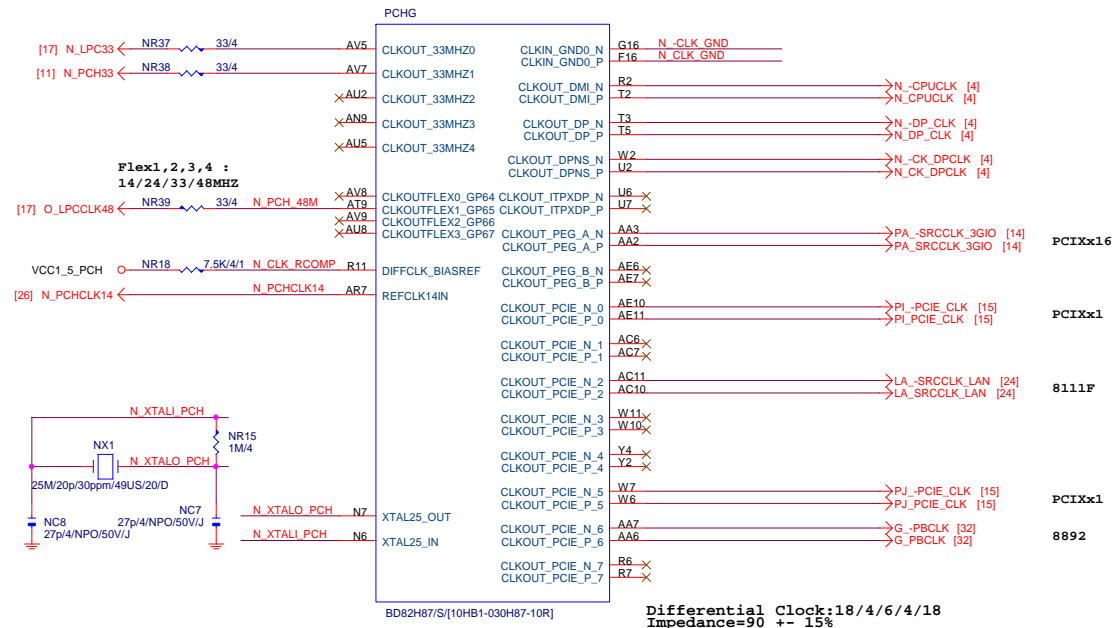 PCHG
[17] N_LPC33 NR37 33/4 AV5 CLKOUT_33MHZ0
[11] N_PCH33 NR38 33/4 AV7 CLKOUT_33MHZ1
AU2 CLKOUT_33MHZ2
AN9 CLKOUT_33MHZ3
AU5 CLKOUT_33MHZ4
Flex1,2,3,4 :
14/24/33/48MHZ
AV8 CLKOUTFLEX0_GP64
[17] O_LPCCLK48 NR39 33/4 N_PCH_48M AT9 CLKOUTFLEX1_GP65
AV9 CLKOUTFLEX2_GP66
AU8 CLKOUTFLEX3_GP67
VCC1_5_PCH NR18 7.5K/4/1 N_CLK_RCOMP R11 DIFFCLK_BIASREF
[26] N_PCHCLK14 N_PCHCLK14 AR7 REFCLK14IN
N_XTALI_PCH
NR15
1M/4
NX1
N_XTALO_PCH
25M/20p/30ppm/49US/20/D
NC8
27p/4/NPO/50V/J
NC7
27p/4/NPO/50V/J
N_XTALO_PCH N7 XTAL25_OUT
N_XTALI_PCH N6 XTAL25_IN
CLKIN_GND0_N G16 N_-CLK_GND
CLKIN_GND0_P F16 N_CLK_GND
CLKOUT_DMI_N R2 N_-CPUCLK [4]
CLKOUT_DMI_P T2 N_CPUCLK [4]
CLKOUT_DP_N T3 N_-DP_CLK [4]
CLKOUT_DP_P T5 N_DP_CLK [4]
CLKOUT_DPNS_N W2 N_-CK_DPCLK [4]
CLKOUT_DPNS_P U2 N_CK_DPCLK [4]
CLKOUT_ITPXDP_N U6
CLKOUT_ITPXDP_P U7
CLKOUT_PEG_A_N AA3 PA_-SRCCLK_3GIO [14]
CLKOUT_PEG_A_P AA2 PA_SRCCLK_3GIO [14]
PCIXx16
CLKOUT_PEG_B_N AE6
CLKOUT_PEG_B_P AE7
CLKOUT_PCIE_N_0 AE10 PI_-PCIE_CLK [15]
CLKOUT_PCIE_P_0 AE11 PI_PCIE_CLK [15]
PCIXx1
CLKOUT_PCIE_N_1 AC6
CLKOUT_PCIE_P_1 AC7
CLKOUT_PCIE_N_2 AC11 LA_-SRCCLK_LAN [24]
CLKOUT_PCIE_P_2 AC10 LA_SRCCLK_LAN [24]
8111F
CLKOUT_PCIE_N_3 W11
CLKOUT_PCIE_P_3 W10
CLKOUT_PCIE_N_4 Y4
CLKOUT_PCIE_P_4 Y2
CLKOUT_PCIE_N_5 W7 PJ_-PCIE_CLK [15]
CLKOUT_PCIE_P_5 W6 PJ_PCIE_CLK [15]
PCIXx1
CLKOUT_PCIE_N_6 AA7 G_-PBCLK [32]
CLKOUT_PCIE_P_6 AA6 G_PBCLK [32]
8892
CLKOUT_PCIE_N_7 R6
CLKOUT_PCIE_P_7 R7
BD82H87/S/[10HB1-030H87-10R]
Differential Clock:18/4/6/4/18
Impedance=90 +- 15%